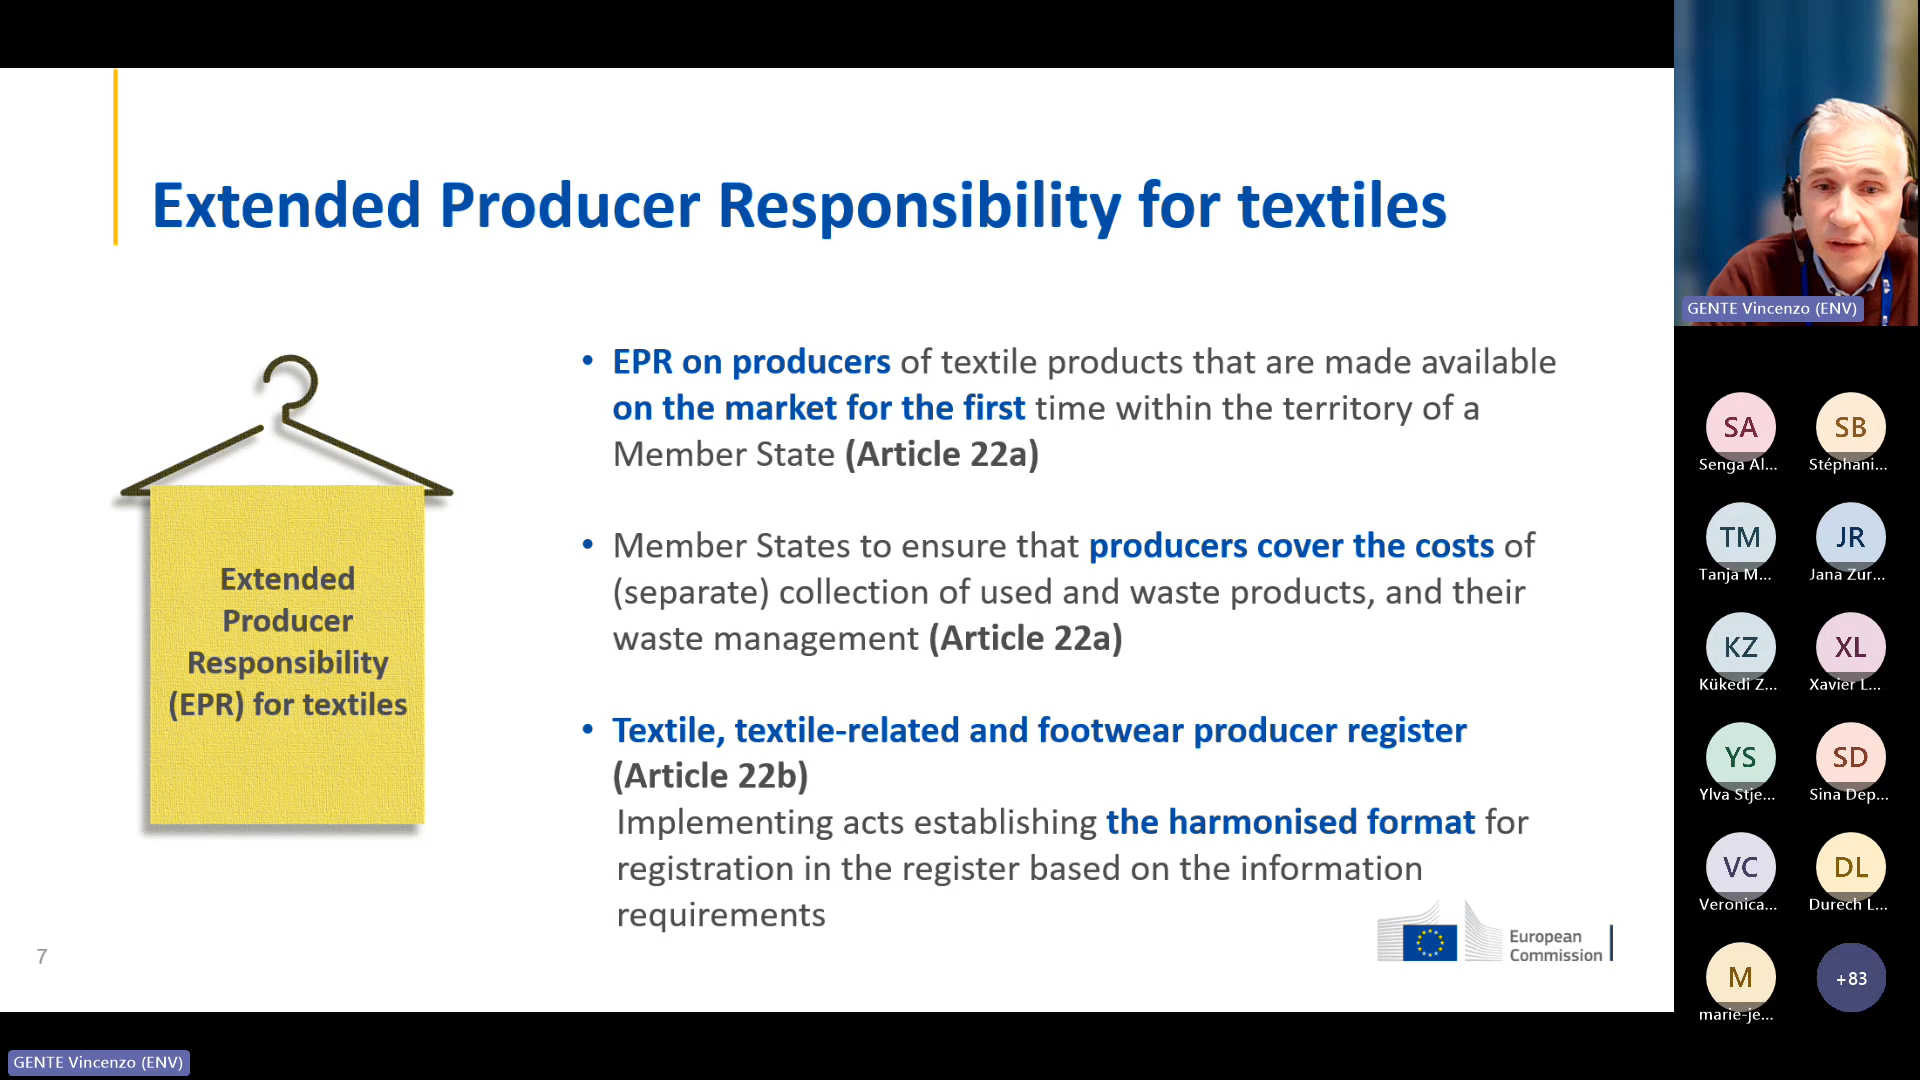 Extended Producer Responsibility for textiles
Extended
Producer
Responsibility
(EPR) for textiles
• EPR on producers of textile products that are made available
on the market for the first time within the territory of a
Member State (Article 22a)
• Member States to ensure that producers cover the costs of
(separate) collection of used and waste products, and their
waste management (Article 22a)
• Textile, textile-related and footwear producer register
(Article 22b)
Implementing acts establishing the harmonised format for
registration in the register based on the information
requirements
7
European
Commission
GENTE Vincenzo (ENV)
GENTE Vincenzo (ENV)
SA
Senga Al...
SB
Stéphani...
TM
Tanja M...
JR
Jana Zur...
KZ
Kükedi Z...
XL
Xavier L...
YS
Ylva Stje...
SD
Sina Dep...
VC
Veronica...
DL
Durech L...
M
marie-je...
+83